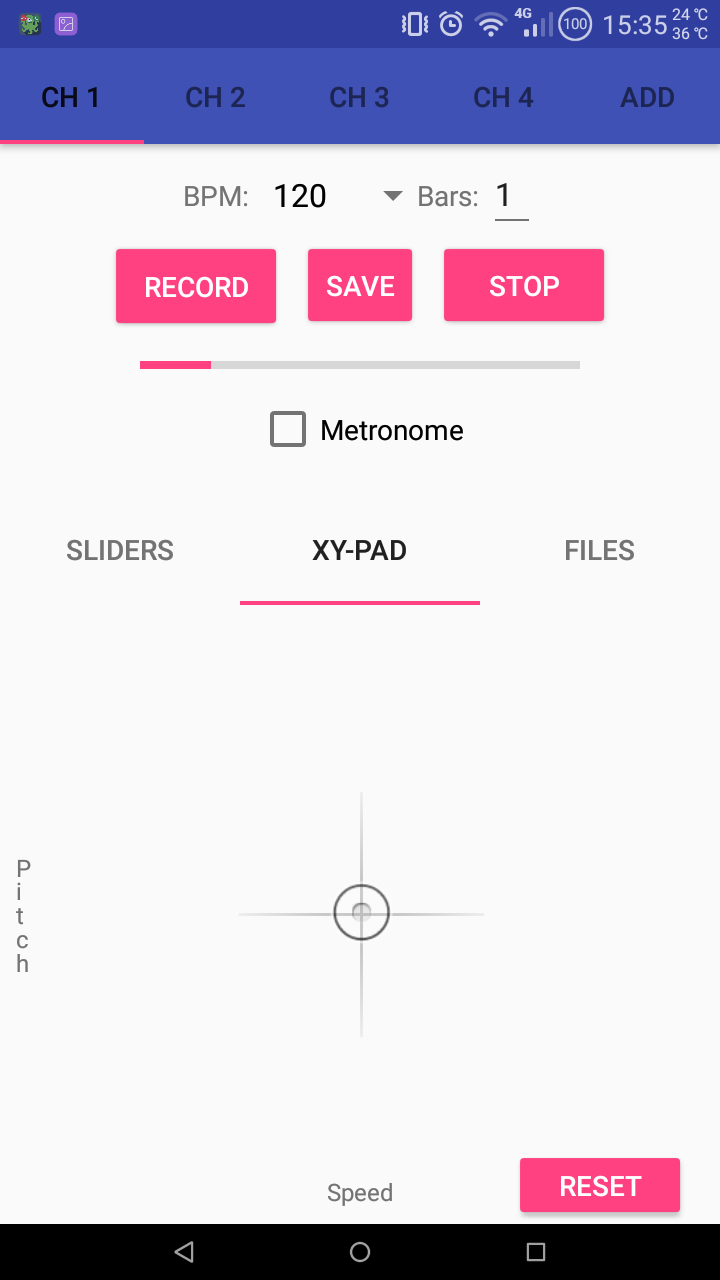 4G 100 15:35 24 °C
36 °C
CH 1 CH 2 CH 3 CH 4 ADD
BPM: 120 Bars: 1
RECORD SAVE STOP
Metronome
SLIDERS XY-PAD FILES
P
i
t
c
h
Speed
RESET